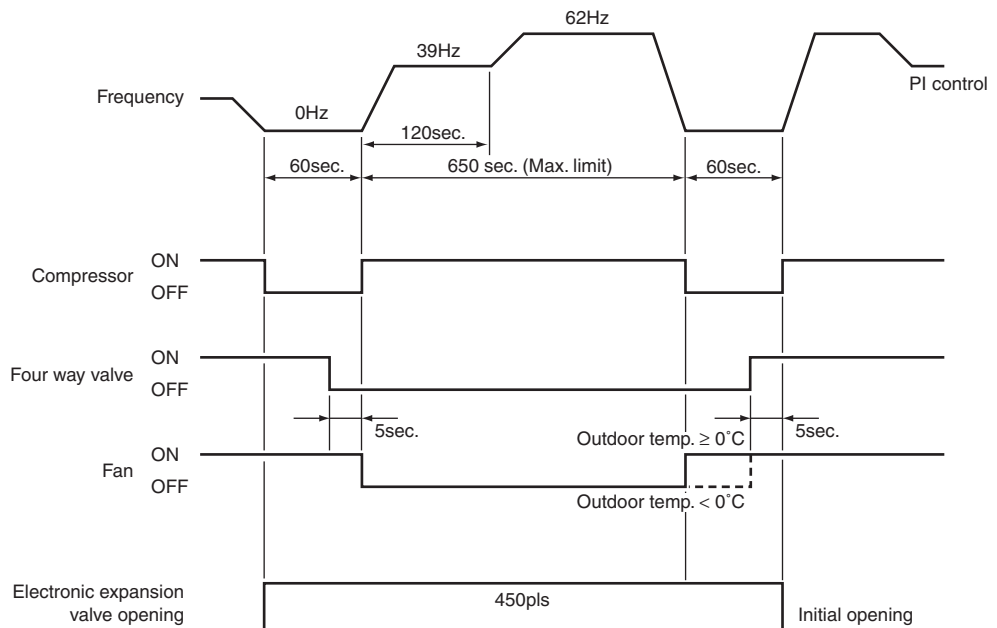 62Hz
39Hz
PI control
Frequency
0Hz
120sec.
60sec.
650 sec. (Max. limit)
60sec.
ON
Compressor
OFF
ON
Four way valve
OFF
5sec.
Outdoor temp. ≥ 0˚C
5sec.
ON
Fan
OFF
Outdoor temp. < 0˚C
Electronic expansion
valve opening
450pls
Initial opening